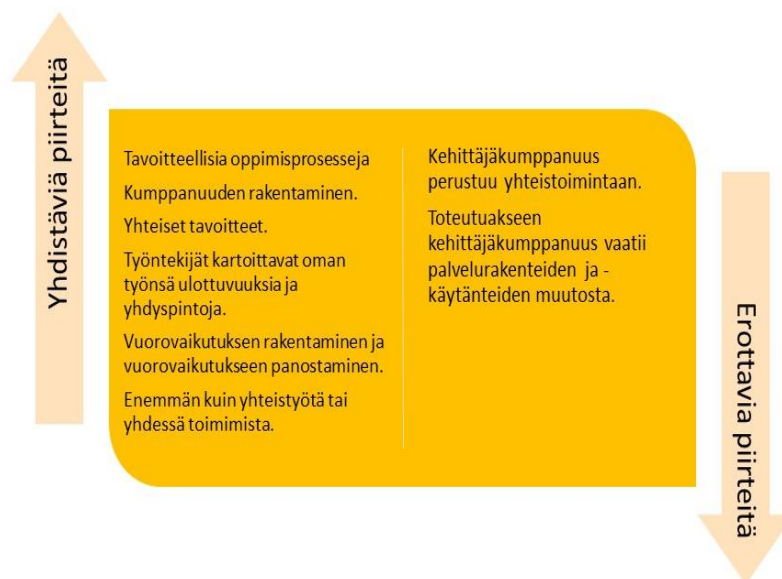 Yhdistäviä piirteitä
Tavoitteellisia oppimisprosesseja
Kumppanuuden rakentaminen.
Yhteiset tavoitteet.
Työntekijät kartoittavat oman
työnsä ulottuvuuksia ja
yhdyspintoja.
Vuorovaikutuksen rakentaminen ja
vuorovaikutukseen panostaminen.
Enemmän kuin yhteistyötä tai
yhdessä toimimista.
Kehittäjäkumppanuus
perustuu yhteistoimintaan.
Toteutuakseen
kehittäjäkumppanuus vaatii
palvelurakenteiden ja -
käytänteiden muutosta.
Erottavia piirteitä